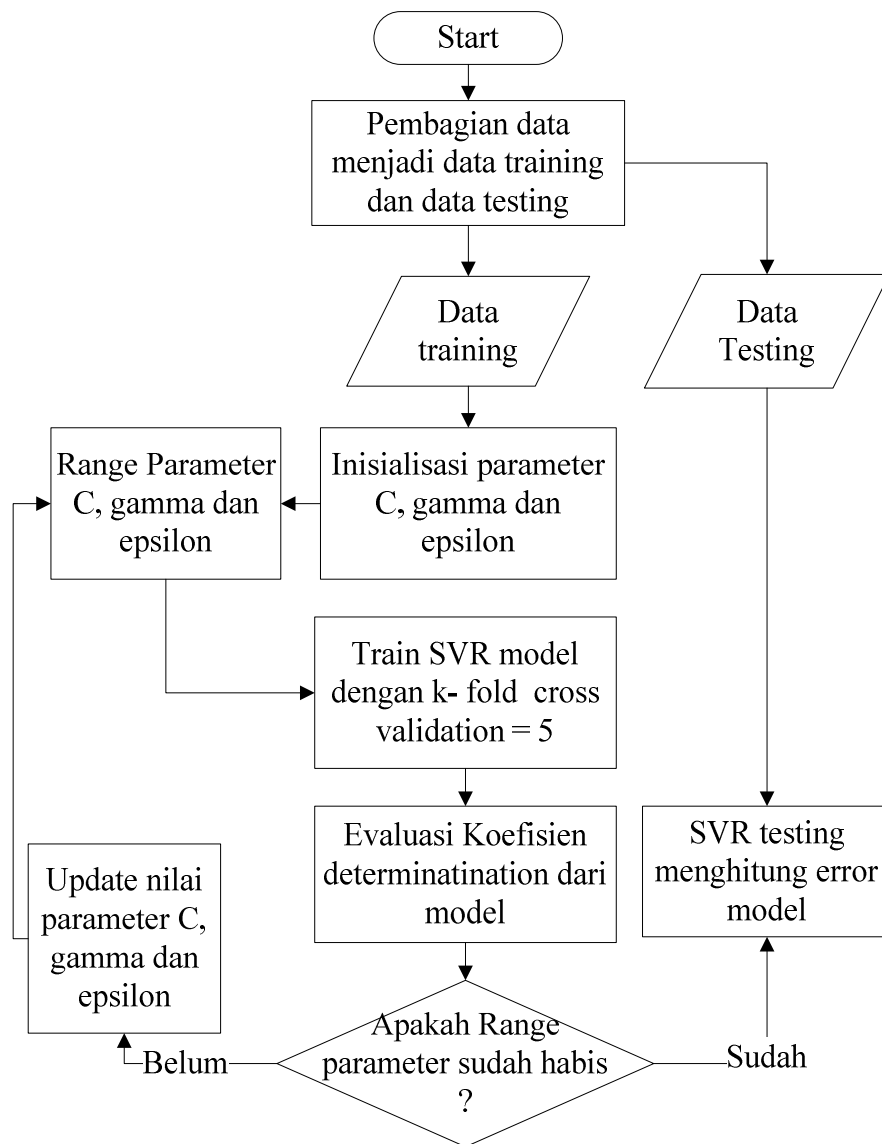 Start
Pembagian data
menjadi data training
dan data testing
Data
training
Data
Testing
Range Parameter
C, gamma dan
epsilon
Inisialisasi parameter
C, gamma dan
epsilon
Train SVR model
dengan k- fold cross
validation = 5
Evaluasi Koefisien
determinatination dari
model
SVR testing
menghitung error
model
Update nilai
parameter C,
gamma dan
epsilon
Apakah Range
parameter sudah habis
?
Belum
Sudah